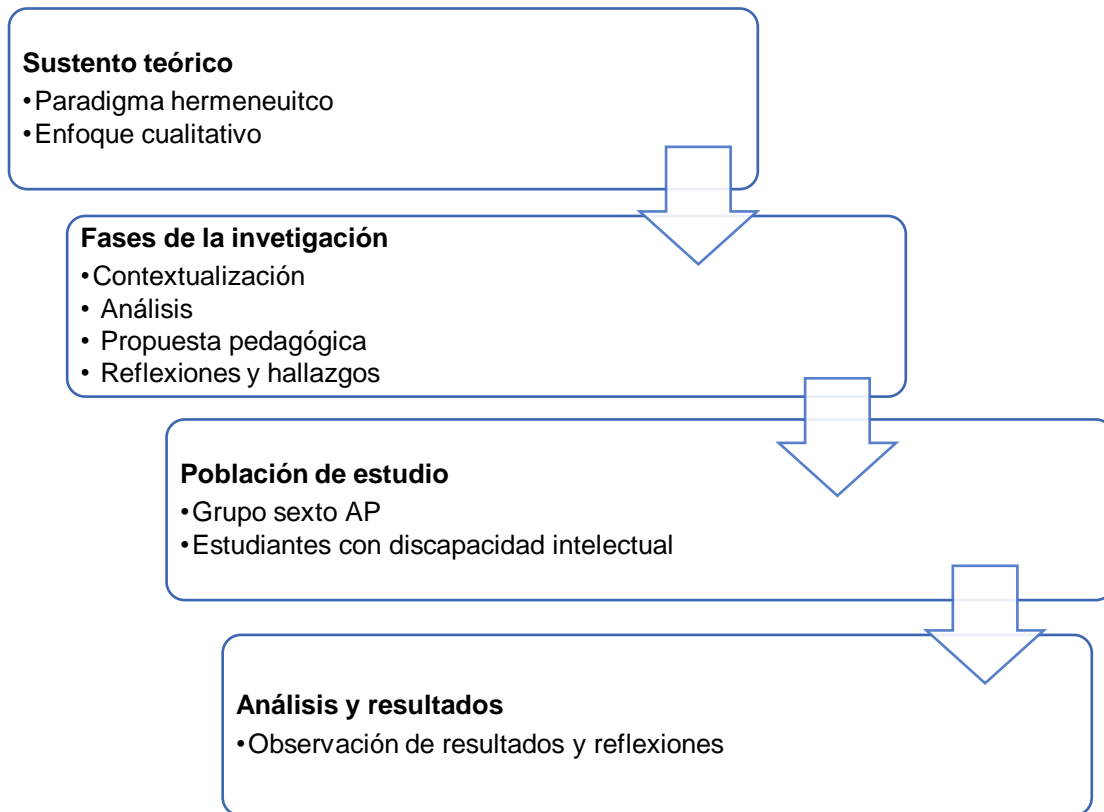 Sustento teórico
•Paradigma hermeneuitco
•Enfoque cualitativo
Fases de la invetigación
•Contextualización
• Análisis
• Propuesta pedagógica
• Reflexiones y hallazgos
Población de estudio
•Grupo sexto AP
•Estudiantes con discapacidad intelectual
Análisis y resultados
•Observación de resultados y reflexiones